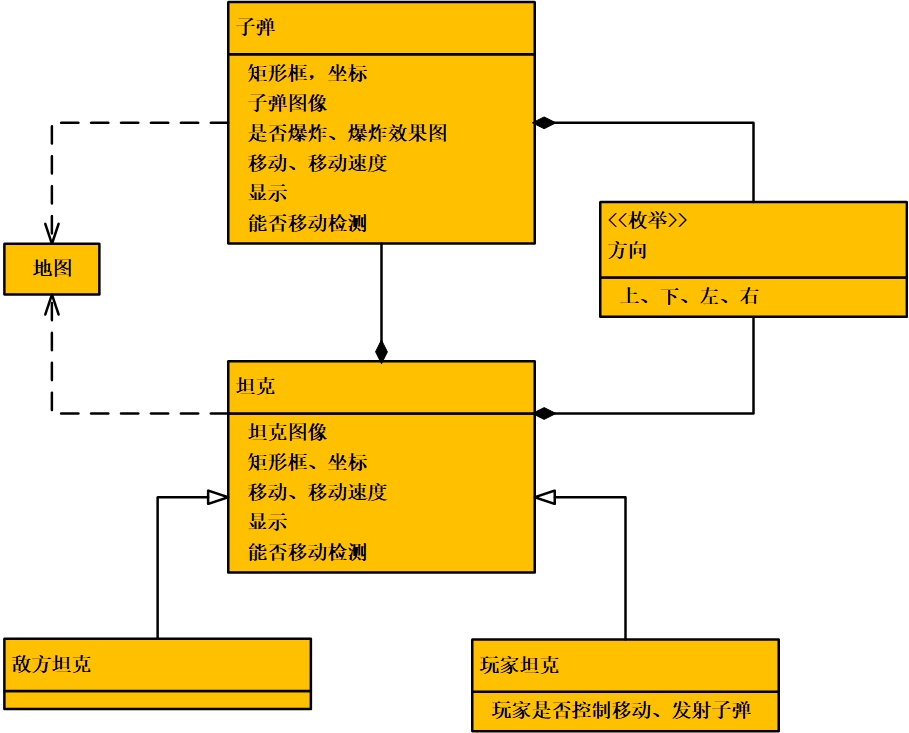 子弹
矩形框，坐标
子弹图像
是否爆炸、爆炸效果图
移动、移动速度
显示
能否移动检测
<<枚举>>
方向
上、下、左、右
地图
坦克
坦克图像
矩形框、坐标
移动、移动速度
显示
能否移动检测
敌方坦克
玩家坦克
玩家是否控制移动、发射子弹